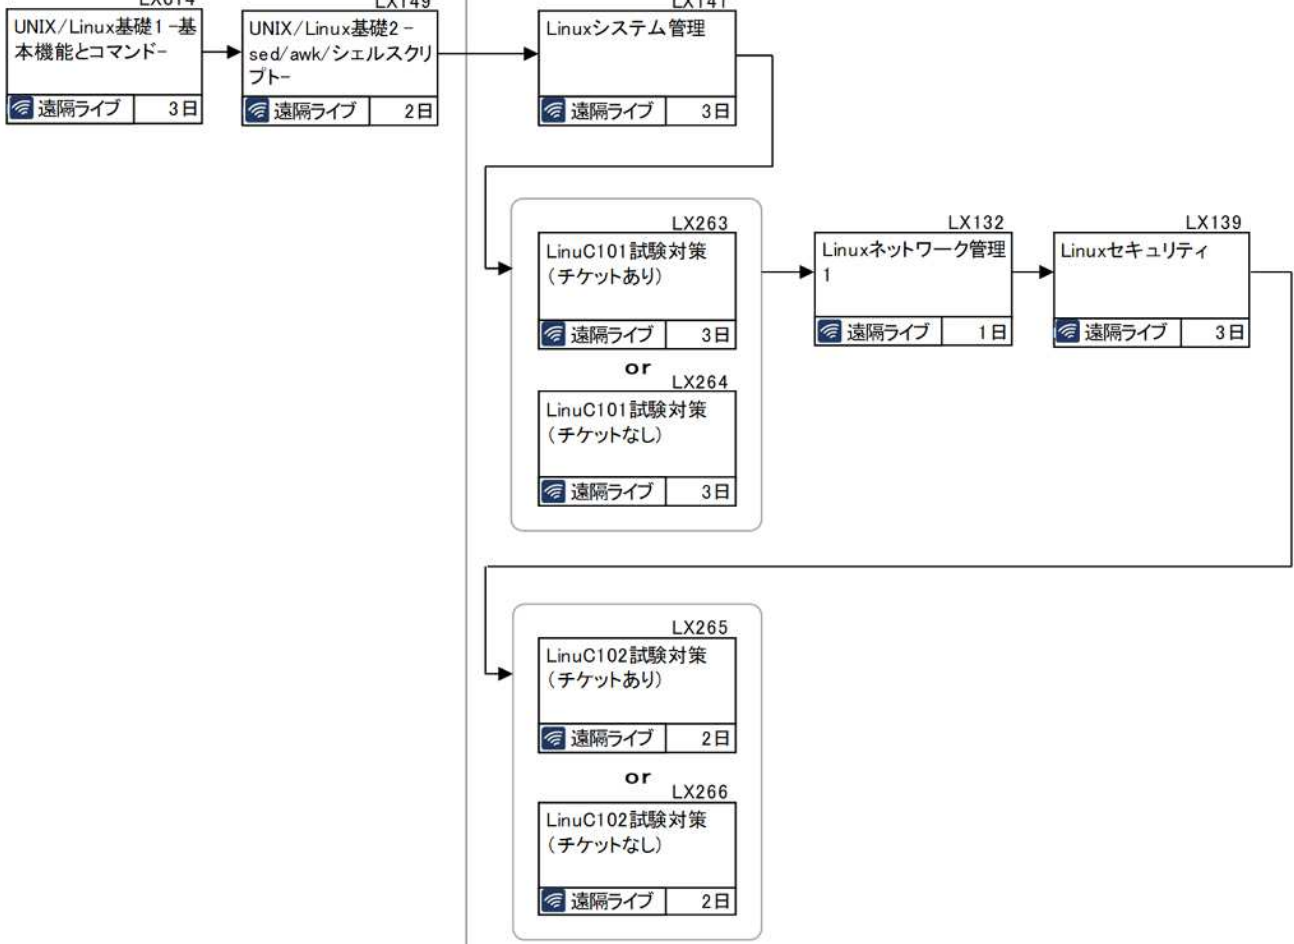 LX149
LX141
UNIX/Linux基礎1 -基
本機能とコマンド-
遠隔ライブ 3日
UNIX/Linux基礎2 -
sed/awk/シェルスクリ
プト-
遠隔ライブ 2日
Linuxシステム管理
遠隔ライブ 3日
LX263
LinuC101試験対策
（チケットあり）
遠隔ライブ 3日
or
LX264
LinuC101試験対策
（チケットなし）
遠隔ライブ 3日
LX132
Linuxネットワーク管理
1
遠隔ライブ 1日
LX139
Linuxセキュリティ
遠隔ライブ 3日
LX265
LinuC102試験対策
（チケットあり）
遠隔ライブ 2日
or
LX266
LinuC102試験対策
（チケットなし）
遠隔ライブ 2日